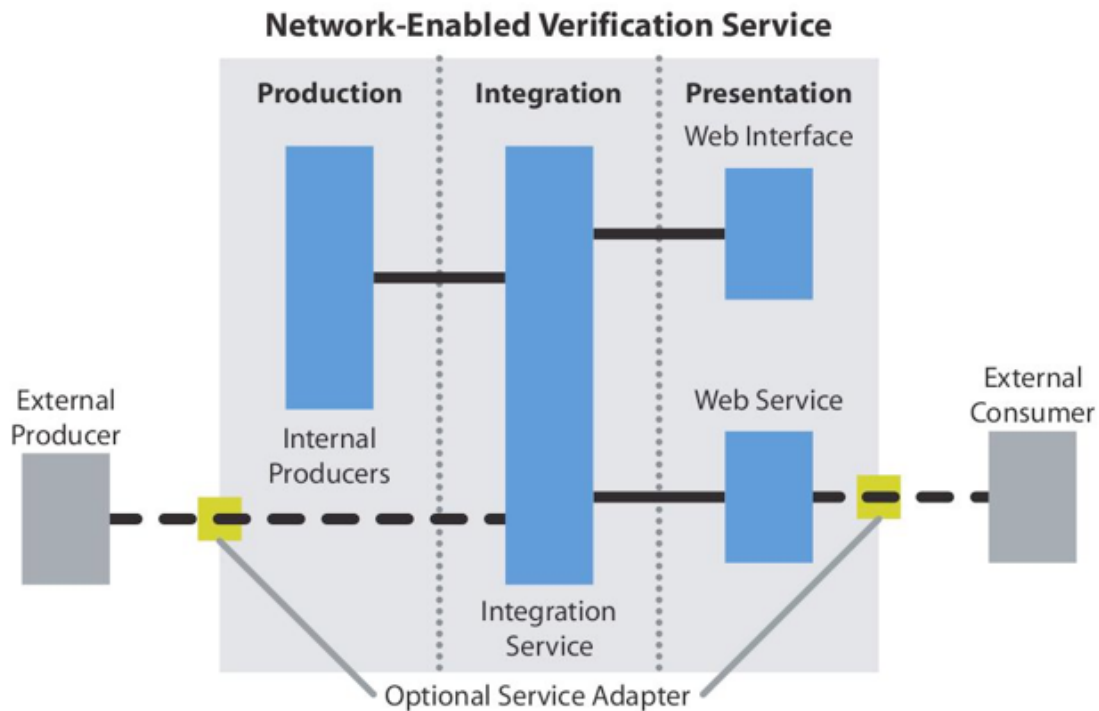 Network-Enabled Verification Service
Production
Integration
Presentation
Web Interface
External
Producer
Internal
Producers
Web Service
External
Consumer
Integration
Service
Optional Service Adapter